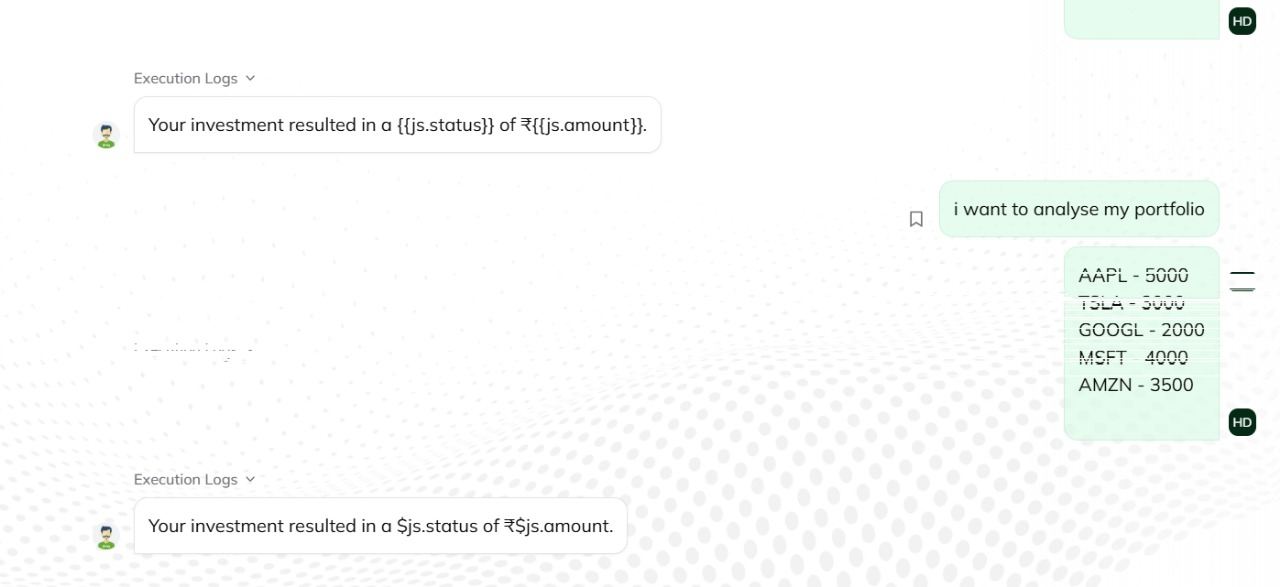 HD
Execution Logs
Your investment resulted in a {{js.status}} of ₹{{js.amount}}.
i want to analyse my portfolio
AAPL - 5000
TSLA - 3000
GOOGL - 2000
MSFT - 4000
AMZN - 3500
HD
Execution Logs
Your investment resulted in a $js.status of ₹$js.amount.